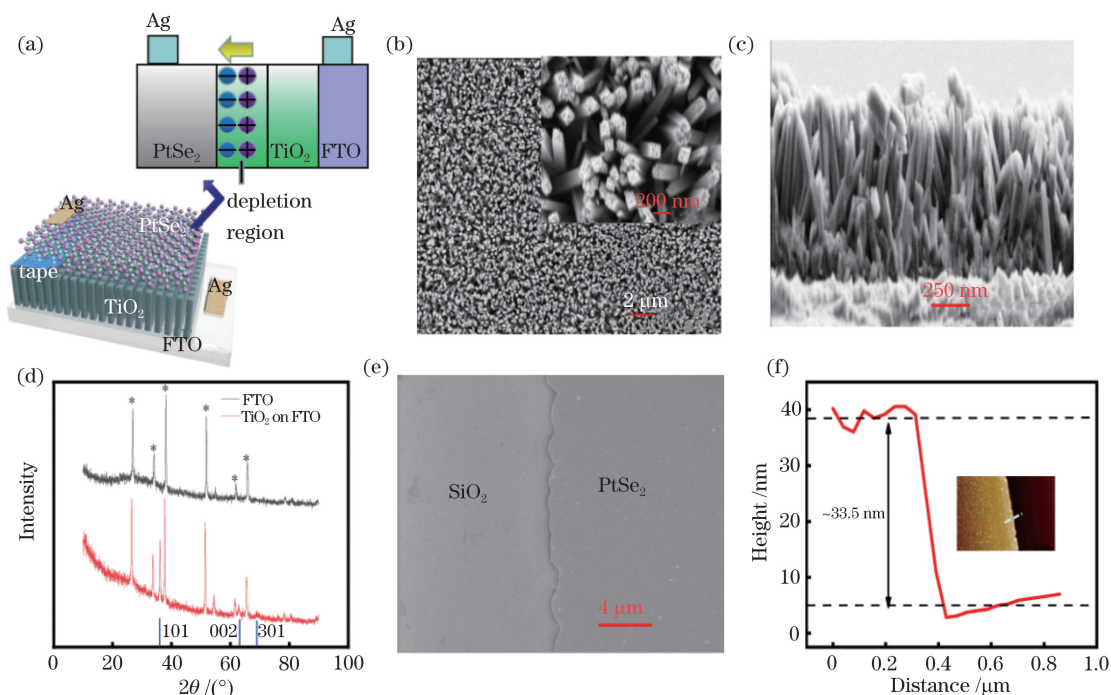 (a)
Ag
Ag
PtSe₂
TiO₂
FTO
depletion
region
Ag
PtSe₂
tape
Ag
TiO₂
FTO
(b)
200 nm
2 μm
(c)
250 nm
(d)
* * * * * *
FTO
TiO₂ on FTO
Intensity
101
002
301
0 20 40 60 80 100
2θ /(°)
(e)
SiO₂
PtSe₂
4 μm
(f)
40
40
20
10
0
Height /nm
~33.5 nm
0 0.2 0.4 0.6 0.8 1.0
Distance /μm